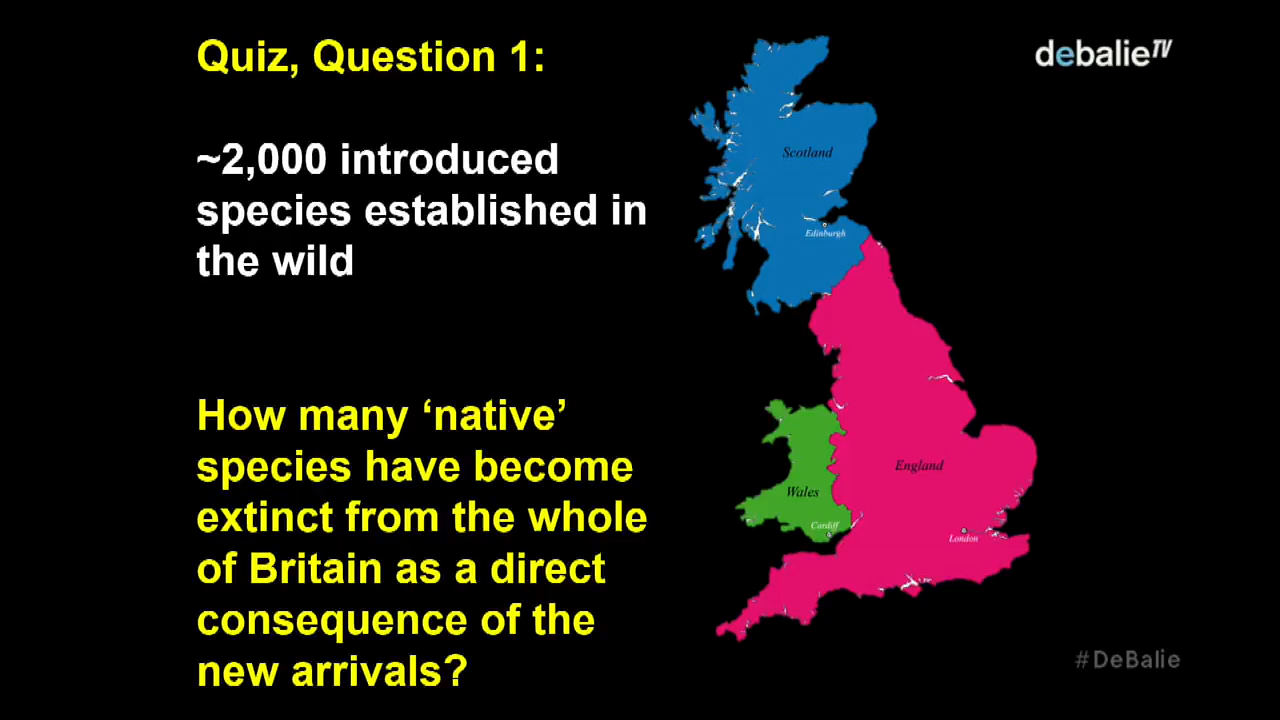 Quiz, Question 1:
debalieTV
~2,000 introduced
species established in
the wild
How many ‘native’
species have become
extinct from the whole
of Britain as a direct
consequence of the
new arrivals?
Scotland
Edinburgh
England
Wales
Cardiff
London
#DeBalie